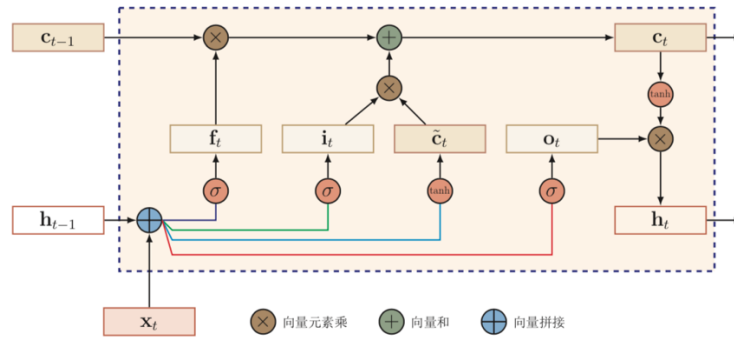 c_{t−1} × + c_t
tanh
× ×
f_t i_t c̃_t o_t
σ σ tanh σ
h_{t−1} h_t
x_t
× 向量元素乘 + 向量和 向量拼接